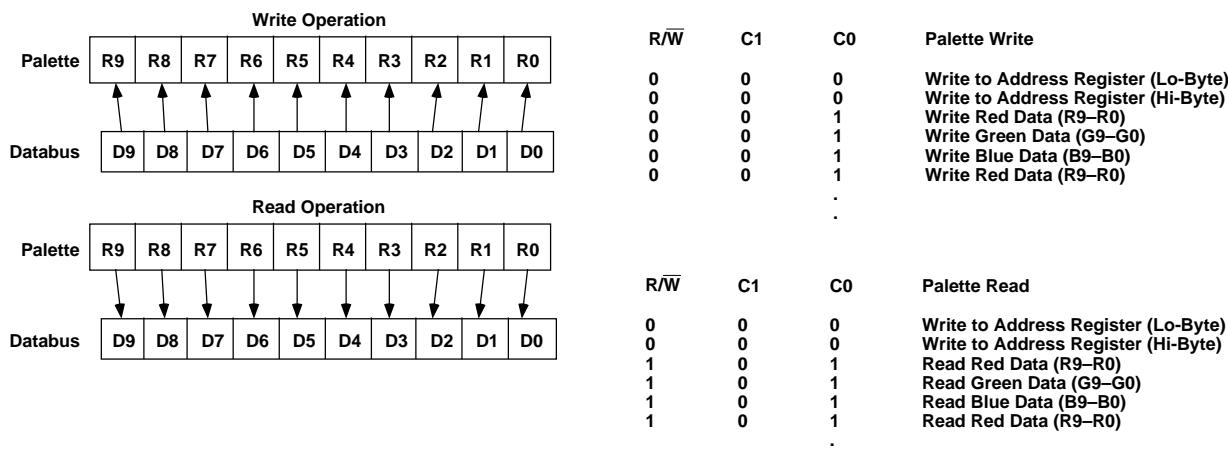 Write Operation
Palette R9 R8 R7 R6 R5 R4 R3 R2 R1 R0
Databus D9 D8 D7 D6 D5 D4 D3 D2 D1 D0
Read Operation
Palette R9 R8 R7 R6 R5 R4 R3 R2 R1 R0
Databus D9 D8 D7 D6 D5 D4 D3 D2 D1 D0
R/W̅ C1 C0 Palette Write
0 0 0 Write to Address Register (Lo-Byte)
0 0 0 Write to Address Register (Hi-Byte)
0 0 1 Write Red Data (R9–R0)
0 0 1 Write Green Data (G9–G0)
0 0 1 Write Blue Data (B9–B0)
0 0 1 Write Red Data (R9–R0)
.
.
R/W̅ C1 C0 Palette Read
0 0 0 Write to Address Register (Lo-Byte)
0 0 0 Write to Address Register (Hi-Byte)
1 0 1 Read Red Data (R9–R0)
1 0 1 Read Green Data (G9–G0)
1 0 1 Read Blue Data (B9–B0)
1 0 1 Read Red Data (R9–R0)
.